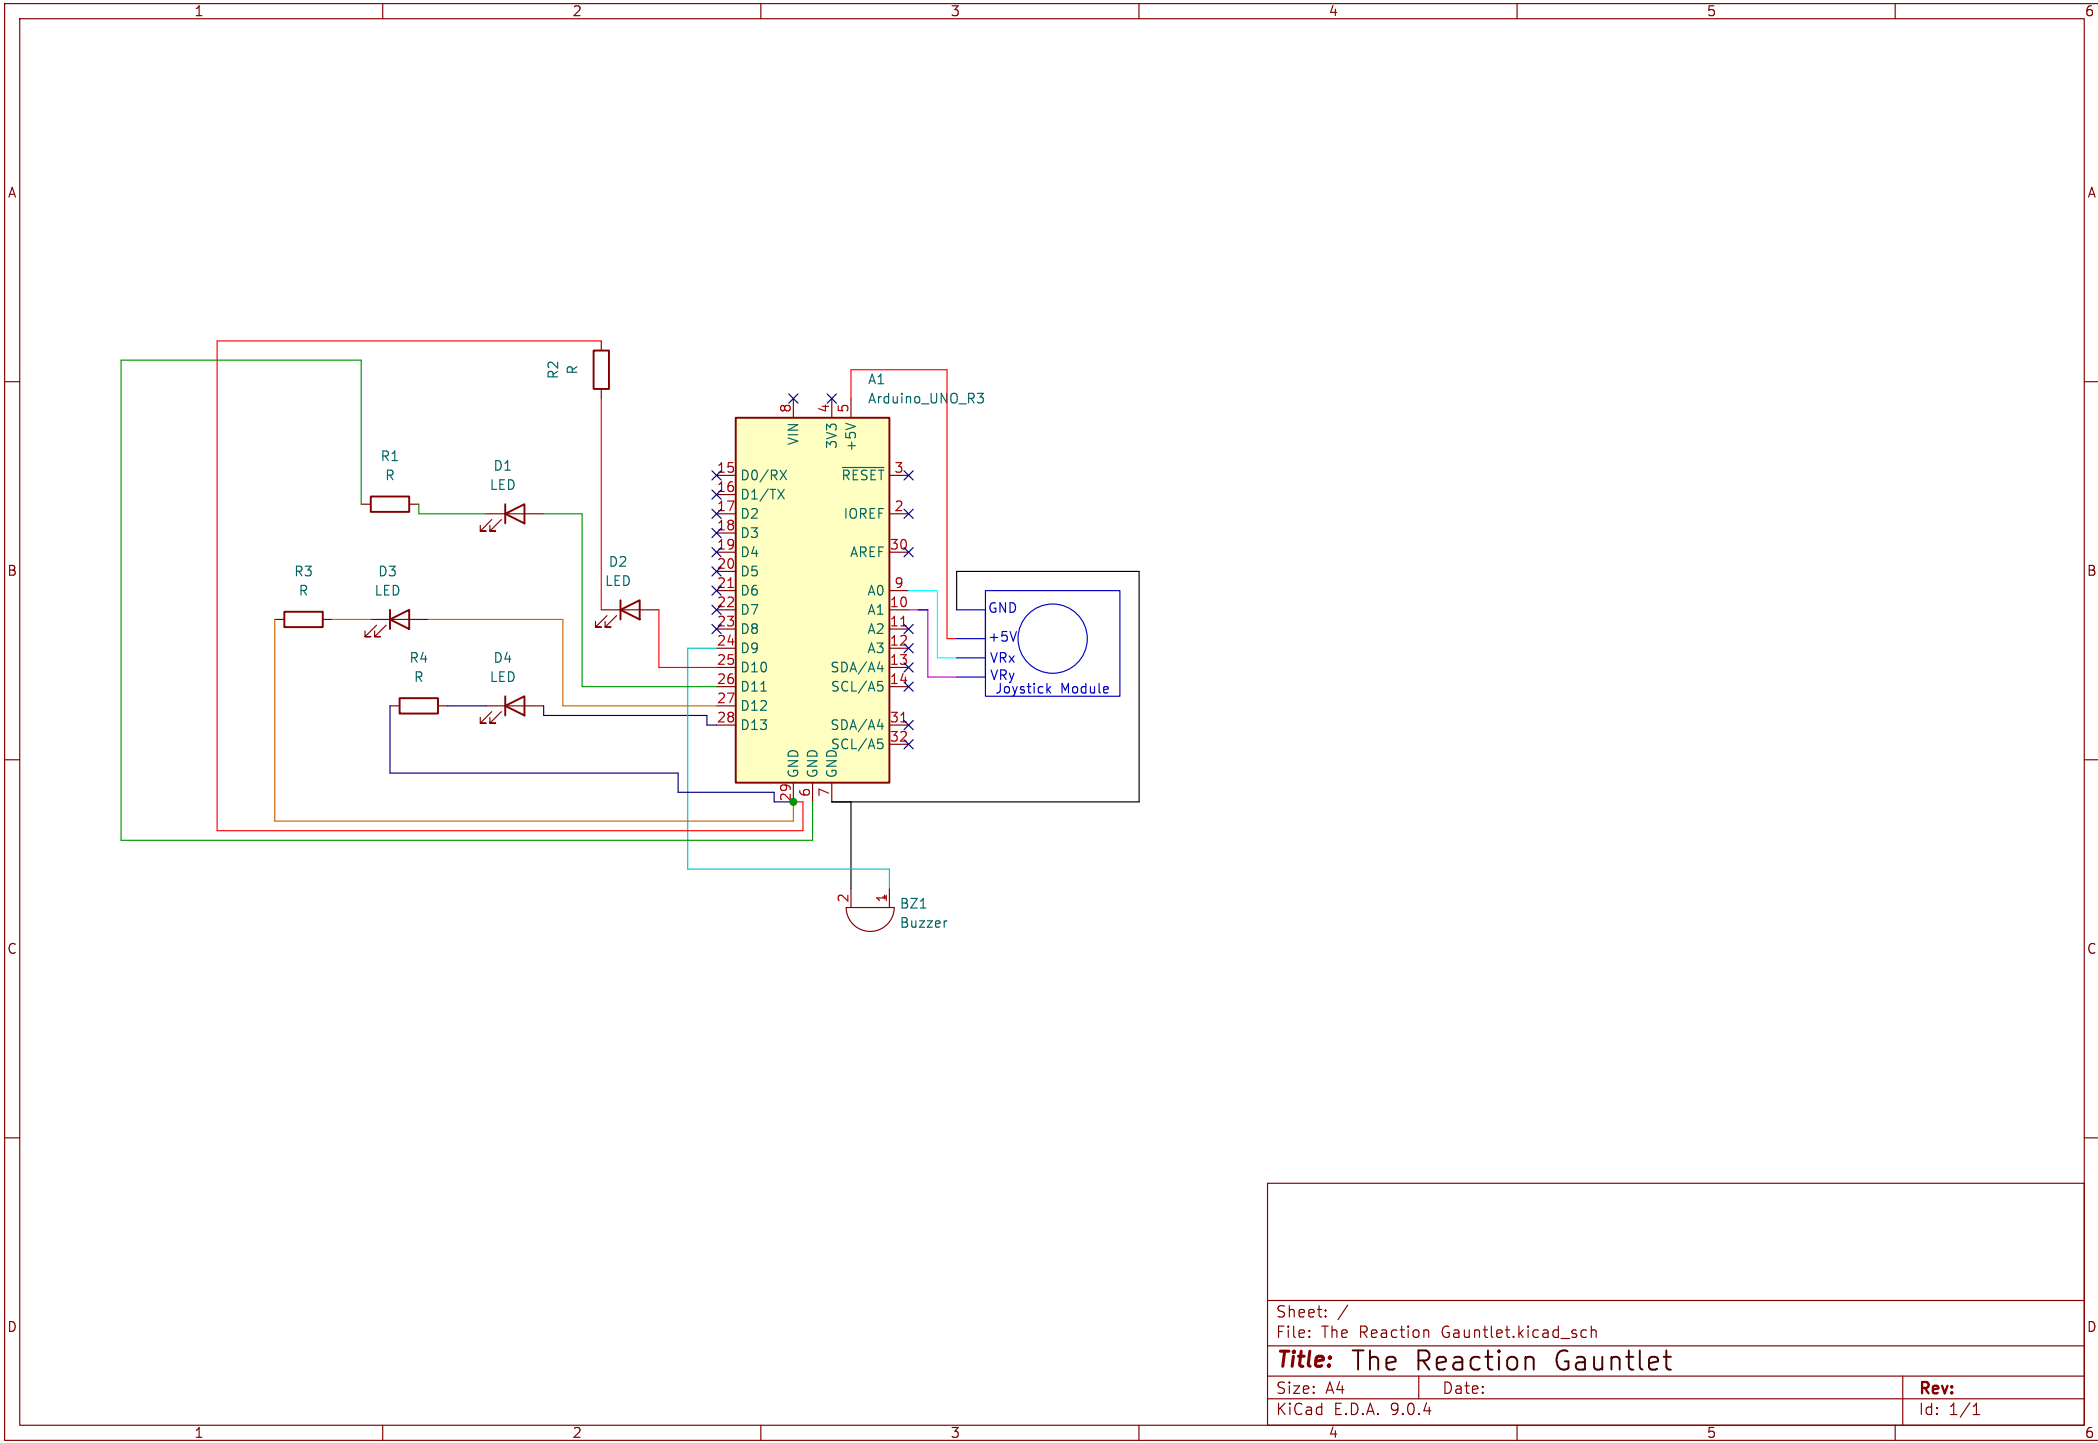 1 2 3 4 5 6
A A
B B
C C
D D
R2
R
A1
Arduino_UNO_R3
8 4 5
VIN 3V3 +5V
R1
R
D1
LED
15 D0/RX RESET 3
16 D1/TX
17 D2 IOREF 2
18 D3
19 D4 AREF 30
20 D5
21 D6 A0 9
22 D7 A1 10
23 D8 A2 11
24 D9 A3 12
25 D10 SDA/A4 13
26 D11 SCL/A5 14
27 D12
28 D13 SDA/A4 31
SCL/A5 32
GND GND GND
29 6 7
D2
LED
R3
R
D3
LED
R4
R
D4
LED
GND
+5V
VRx
VRy
Joystick Module
2 1
BZ1
Buzzer
Sheet: /
File: The Reaction Gauntlet.kicad_sch
Title: The Reaction Gauntlet
Size: A4 Date: Rev:
KiCad E.D.A. 9.0.4 Id: 1/1
1 2 3 4 5 6